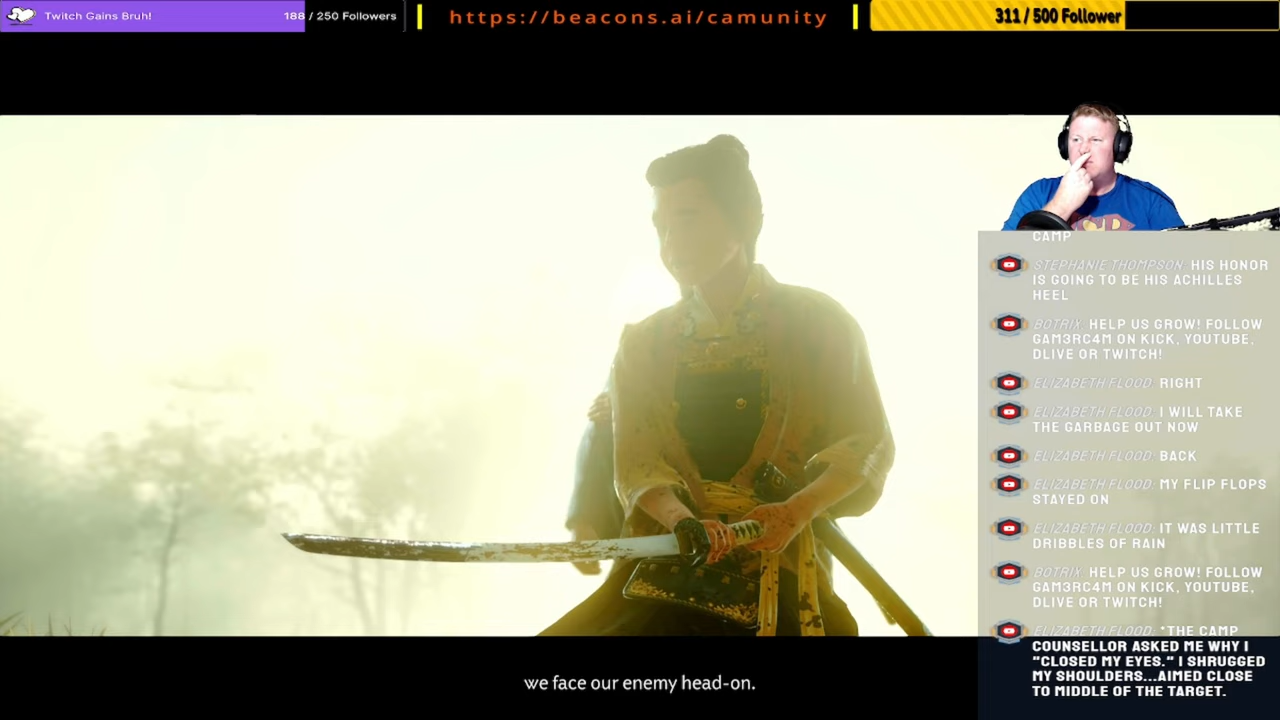 Twitch Gains Bruh!
188 / 250 Followers
https://beacons.ai/camunity
311 / 500 Follower
CAMP
STEPHANIE THOMPSON: HIS HONOR
IS GOING TO BE HIS ACHILLES
HEEL
BOTRIX: HELP US GROW! FOLLOW
GAM3RC4M ON KICK, YOUTUBE,
DLIVE OR TWITCH!
ELIZABETH FLOOD: RIGHT
ELIZABETH FLOOD: I WILL TAKE
THE GARBAGE OUT NOW
ELIZABETH FLOOD: BACK
ELIZABETH FLOOD: MY FLIP FLOPS
STAYED ON
ELIZABETH FLOOD: IT WAS LITTLE
DRIBBLES OF RAIN
BOTRIX: HELP US GROW! FOLLOW
GAM3RC4M ON KICK, YOUTUBE,
DLIVE OR TWITCH!
ELIZABETH FLOOD: "THE CAMP
COUNSELLOR ASKED ME WHY I
"CLOSED MY EYES." I SHRUGGED
MY SHOULDERS...AIMED CLOSE
TO MIDDLE OF THE TARGET.
we face our enemy head-on.